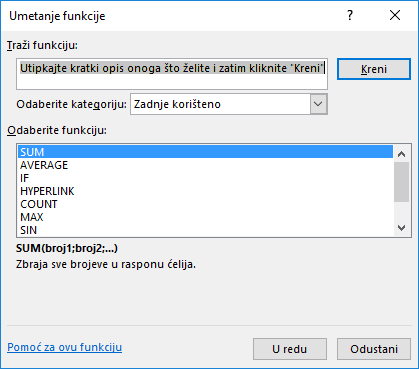 Umetanje funkcije
Traži funkciju:
Utipkajte kratki opis onoga što želite i zatim kliknite "Kreni"
Kreni
Odaberite kategoriju: Zadnje korišteno
Odaberite funkciju:
SUM
AVERAGE
IF
HYPERLINK
COUNT
MAX
SIN
SUM(broj1;broj2;...)
Zbraja sve brojeve u rasponu ćelija.
Pomoć za ovu funkciju
U redu
Odustani